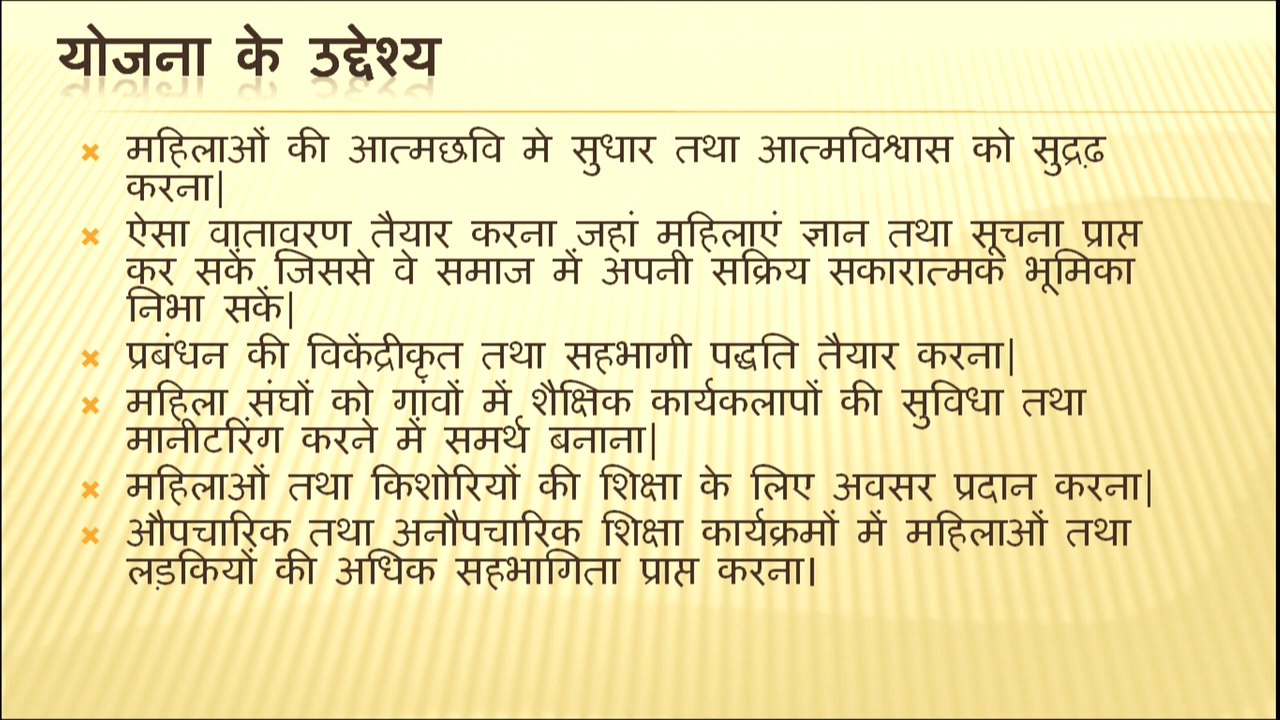 योजना के उद्देश्य
महिलाओं की आत्मछवि मे सुधार तथा आत्मविश्वास को सुद्रढ़
करना|
ऐसा वातावरण तैयार करना जहां महिलाएं ज्ञान तथा सूचना प्राप्त
कर सकें जिससे वे समाज में अपनी सक्रिय सकारात्मक भूमिका
निभा सकें|
प्रबंधन की विकेंद्रीकृत तथा सहभागी पद्धति तैयार करना|
महिला संघों को गांवों में शैक्षिक कार्यकलापों की सुविधा तथा
मानीटरिंग करने में समर्थ बनाना|
महिलाओं तथा किशोरियों की शिक्षा के लिए अवसर प्रदान करना|
औपचारिक तथा अनौपचारिक शिक्षा कार्यक्रमों में महिलाओं तथा
लड़कियों की अधिक सहभागिता प्राप्त करना।